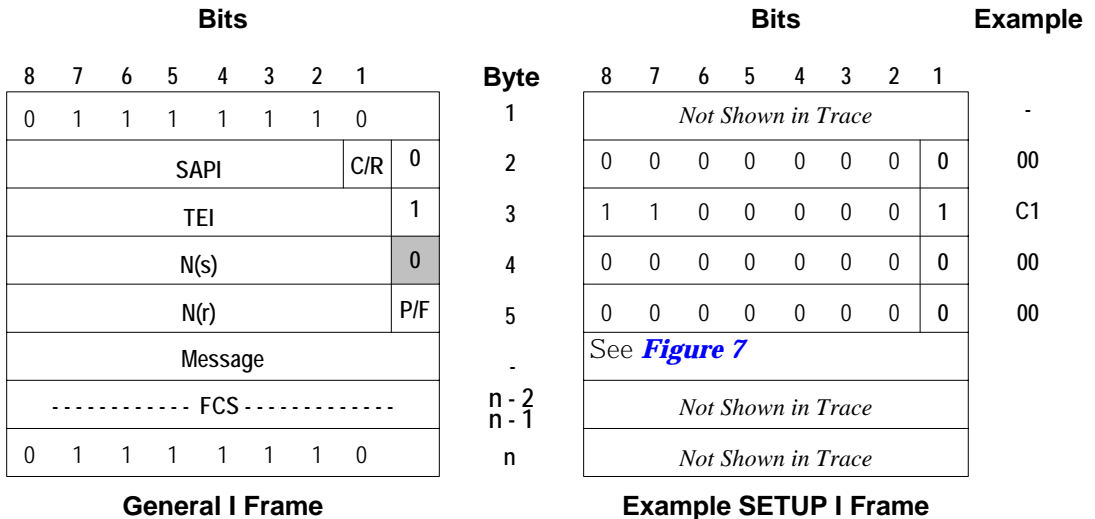 Bits Bits Example
8 7 6 5 4 3 2 1 Byte 8 7 6 5 4 3 2 1
0 1 1 1 1 1 1 0 1 Not Shown in Trace -
SAPI C/R 0 2 0 0 0 0 0 0 0 0 00
TEI 1 3 1 1 0 0 0 0 0 1 C1
N(s) 0 4 0 0 0 0 0 0 0 0 00
N(r) P/F 5 0 0 0 0 0 0 0 0 00
Message - See Figure 7
- - - - - - - - - - - - FCS - - - - - - - - - - - - - n - 2 Not Shown in Trace
n - 1
0 1 1 1 1 1 1 0 n Not Shown in Trace
General I Frame Example SETUP I Frame